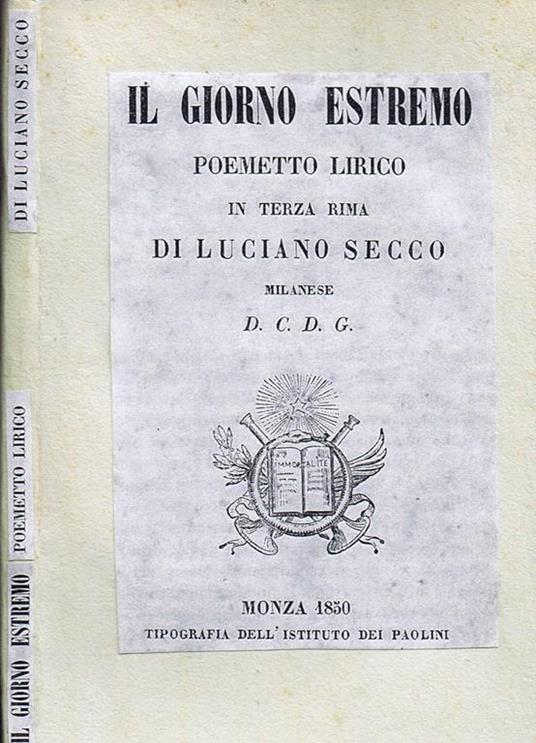 IL GIORNO ESTREMO
POEMETTO LIRICO
IN TERZA RIMA
DI LUCIANO SECCO
MILANESE
D. C. D. G.
IMMORTALITÉ
MONZA 1850
TIPOGRAFIA DELL'ISTITUTO DEI PAOLINI
IL GIORNO ESTREMO
POEMETTO LIRICO
DI LUCIANO SECCO